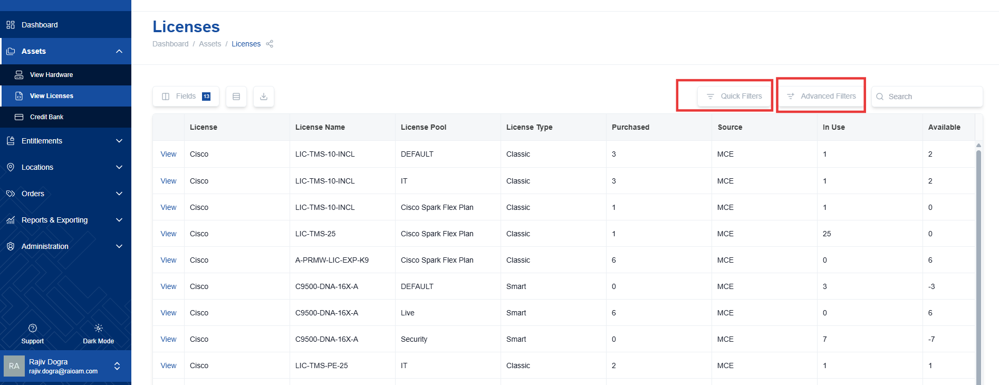 Dashboard
Assets
View Hardware
View Licenses
Credit Bank
Entitlements
Locations
Orders
Reports & Exporting
Administration
Support Dark Mode
RA
Rajiv Dogra
rajiv.dogra@raioam.com
Licenses
Dashboard / Assets / Licenses
Fields 13 Quick Filters Advanced Filters Search
License License Name License Pool License Type Purchased Source In Use Available
View Cisco LIC-TMS-10-INCL DEFAULT Classic 3 MCE 1 2
View Cisco LIC-TMS-10-INCL IT Classic 3 MCE 1 2
View Cisco LIC-TMS-10-INCL Cisco Spark Flex Plan Classic 1 MCE 1 0
View Cisco LIC-TMS-25 Cisco Spark Flex Plan Classic 1 MCE 25 0
View Cisco A-PRMW-LIC-EXP-K9 Cisco Spark Flex Plan Classic 6 MCE 0 6
View Cisco C9500-DNA-16X-A DEFAULT Smart 0 MCE 3 -3
View Cisco C9500-DNA-16X-A Live Smart 6 MCE 0 6
View Cisco C9500-DNA-16X-A Security Smart 0 MCE 7 -7
View Cisco LIC-TMS-PE-25 IT Classic 2 MCE 1 1